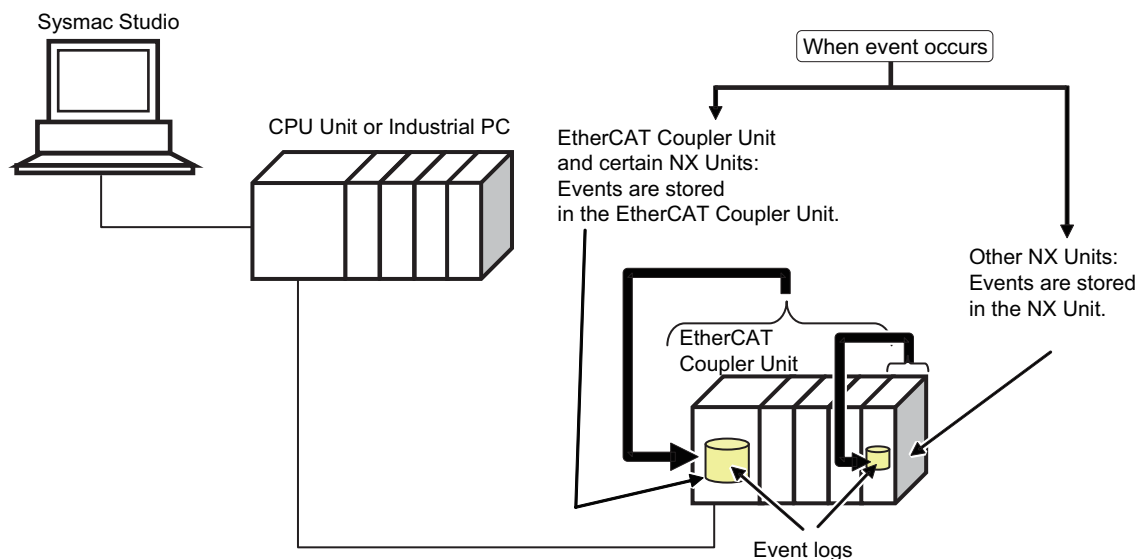 Sysmac Studio
When event occurs
CPU Unit or Industrial PC
EtherCAT Coupler Unit
and certain NX Units:
Events are stored
in the EtherCAT Coupler Unit.
Other NX Units:
Events are stored
in the NX Unit.
EtherCAT
Coupler Unit
Event logs